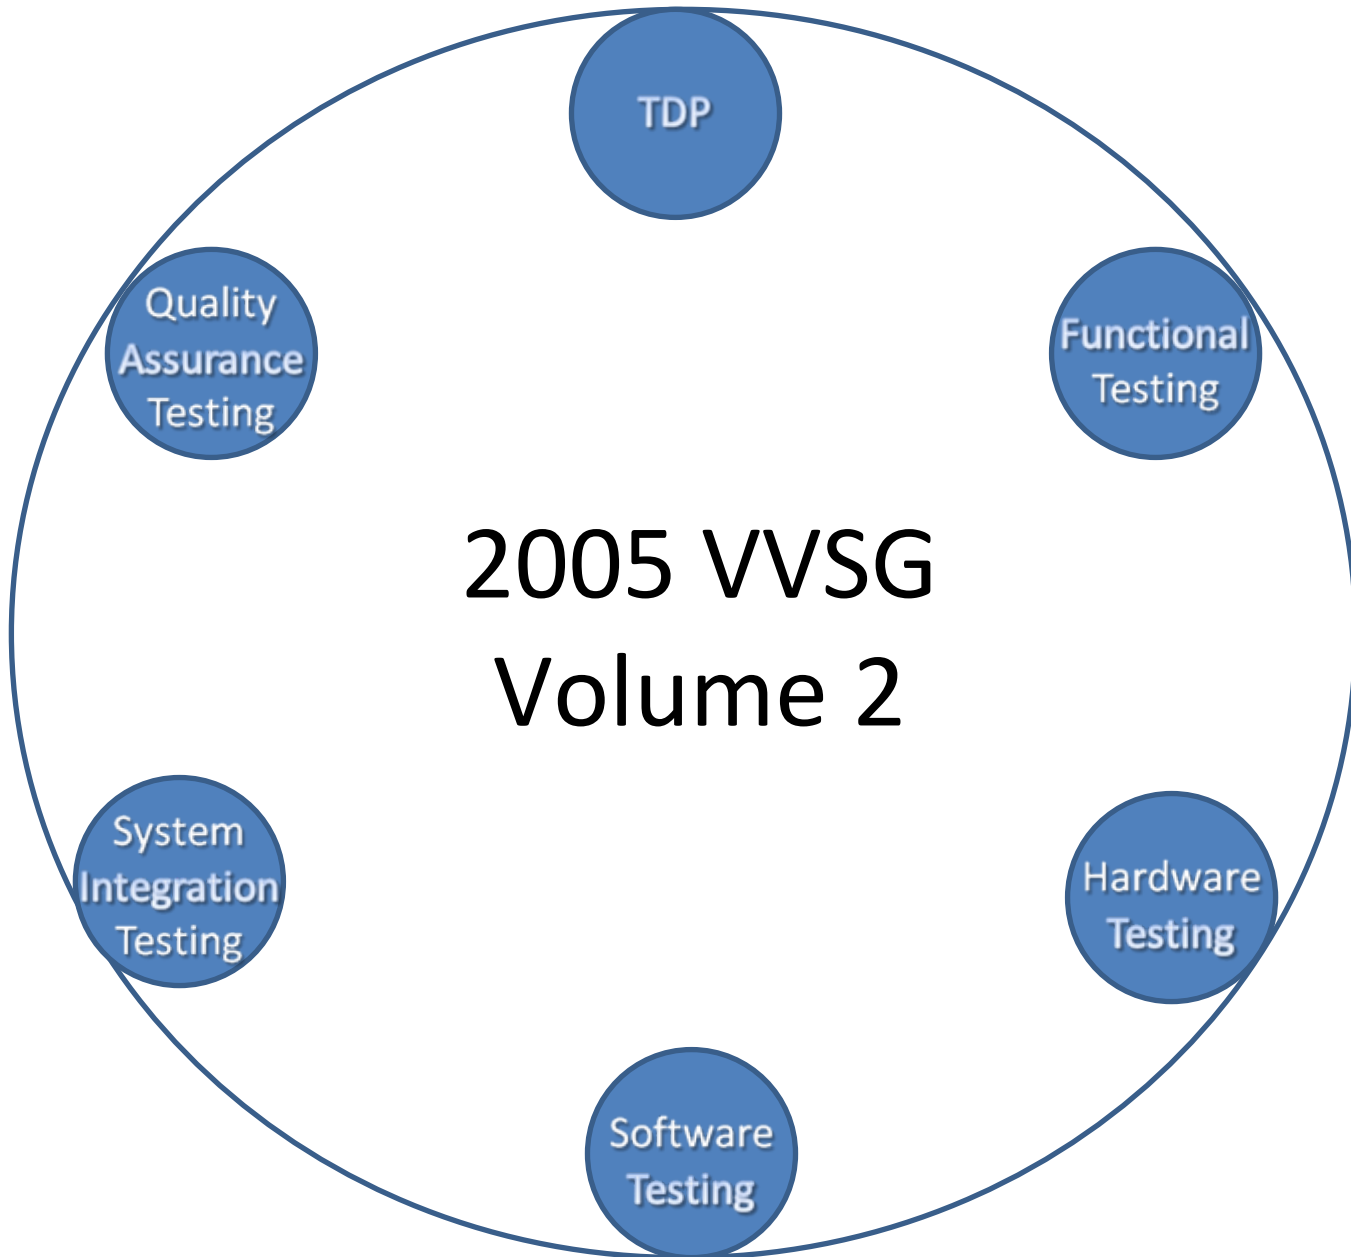 TDP
Quality
Assurance
Testing
Functional
Testing
2005 VVSG
Volume 2
System
Integration
Testing
Hardware
Testing
Software
Testing